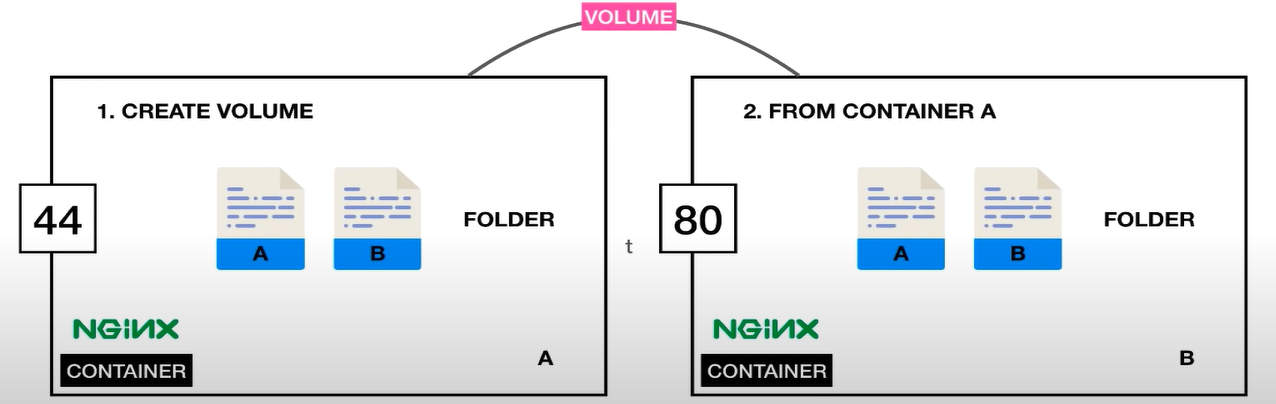 VOLUME
1. CREATE VOLUME
44
A
B
FOLDER
NGiNX
CONTAINER
A
t
2. FROM CONTAINER A
80
A
B
FOLDER
NGiNX
CONTAINER
B